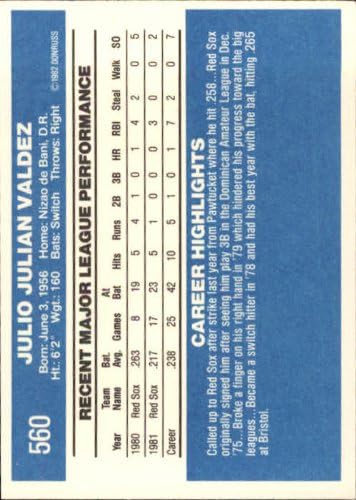 560
JULIO JULIAN VALDEZ
Born: June 3, 1956 Home: Nizao de Bani, D.R.
Ht.: 6'2" Wgt.: 160 Bats: Switch Throws: Right
©1982 DONRUSS
RECENT MAJOR LEAGUE PERFORMANCE
Team Bat. At
Year Name Avg. Games Bat Hits Runs 2B 3B HR RBI Steal Walk SO
1980 Red Sox .263 8 19 5 4 1 0 1 4 2 0 5
1981 Red Sox .217 17 23 5 1 0 0 0 3 0 0 2
Career .238 25 42 10 5 1 0 1 7 2 0 7
CAREER HIGHLIGHTS
Called up to Red Sox after strike last year from Pawtucket where he hit .258...Red Sox
originally signed him after seeing him play 3B in the Dominican Amateur League in Dec.
'75...Broke a finger on his right hand in '79 which hindered his progress toward the big
leagues...Became a switch hitter in '78 and had his best year with the bat, hitting .265
at Bristol.